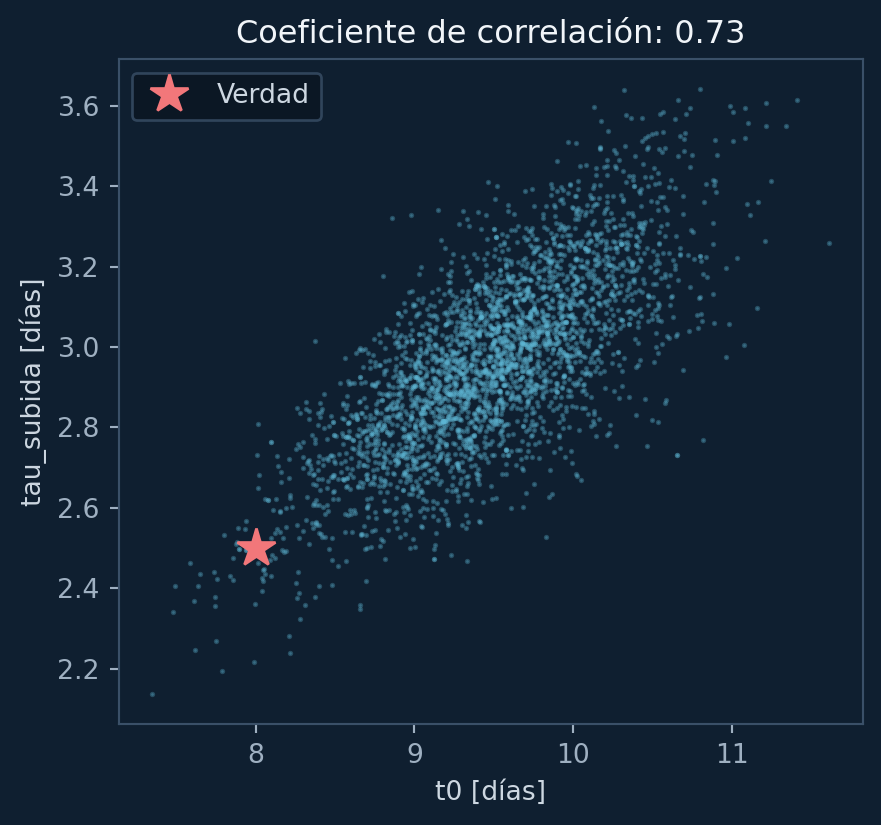 Coeficiente de correlación: 0.73
Verdad
3.6
3.4
3.2
3.0
2.8
2.6
2.4
2.2
tau_subida [días]
8 9 10 11
t0 [días]